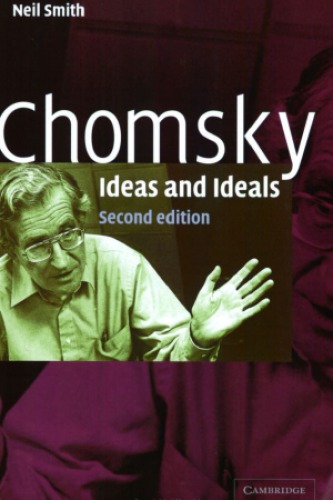 Neil Smith
Chomsky
Ideas and Ideals
Second edition
CAMBRIDGE